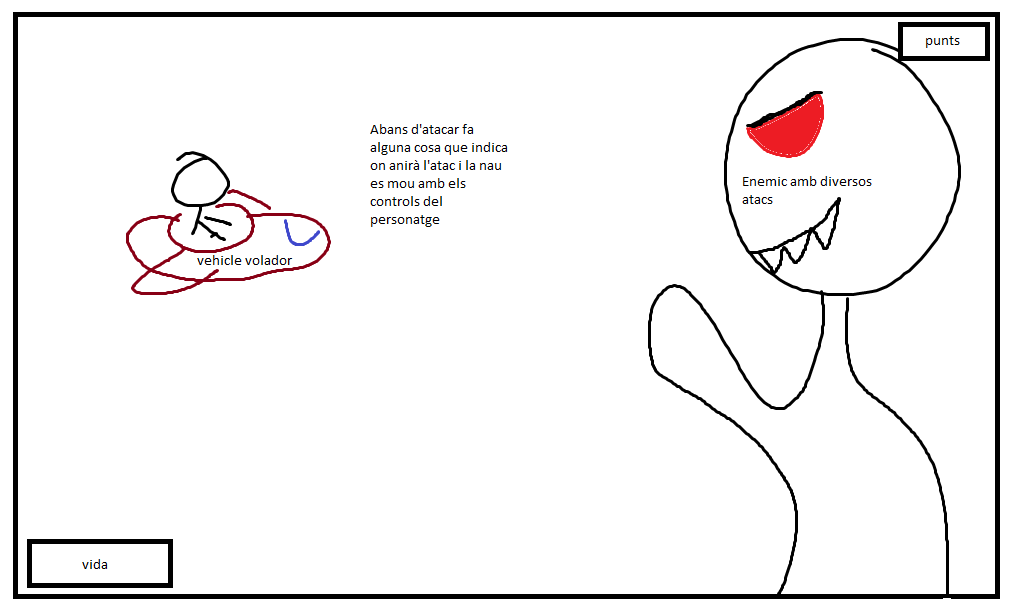 punts
Abans d'atacar fa
alguna cosa que indica
on anirà l'atac i la nau
es mou amb els
controls del
personatge
Enemic amb diversos
atacs
vehicle volador
vida